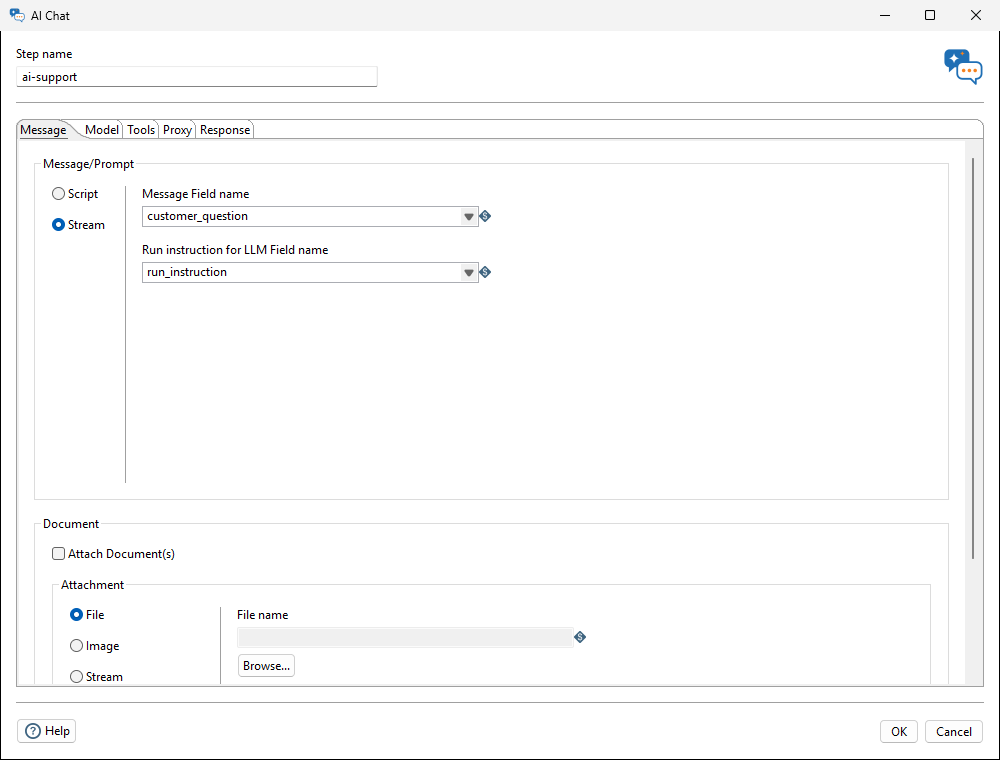 AI Chat
Step name
ai-support
Message Model Tools Proxy Response
Message/Prompt
Script
Stream
Message Field name
customer_question
Run instruction for LLM Field name
run_instruction
Document
Attach Document(s)
Attachment
File
Image
Stream
File name
Browse...
Help
OK
Cancel